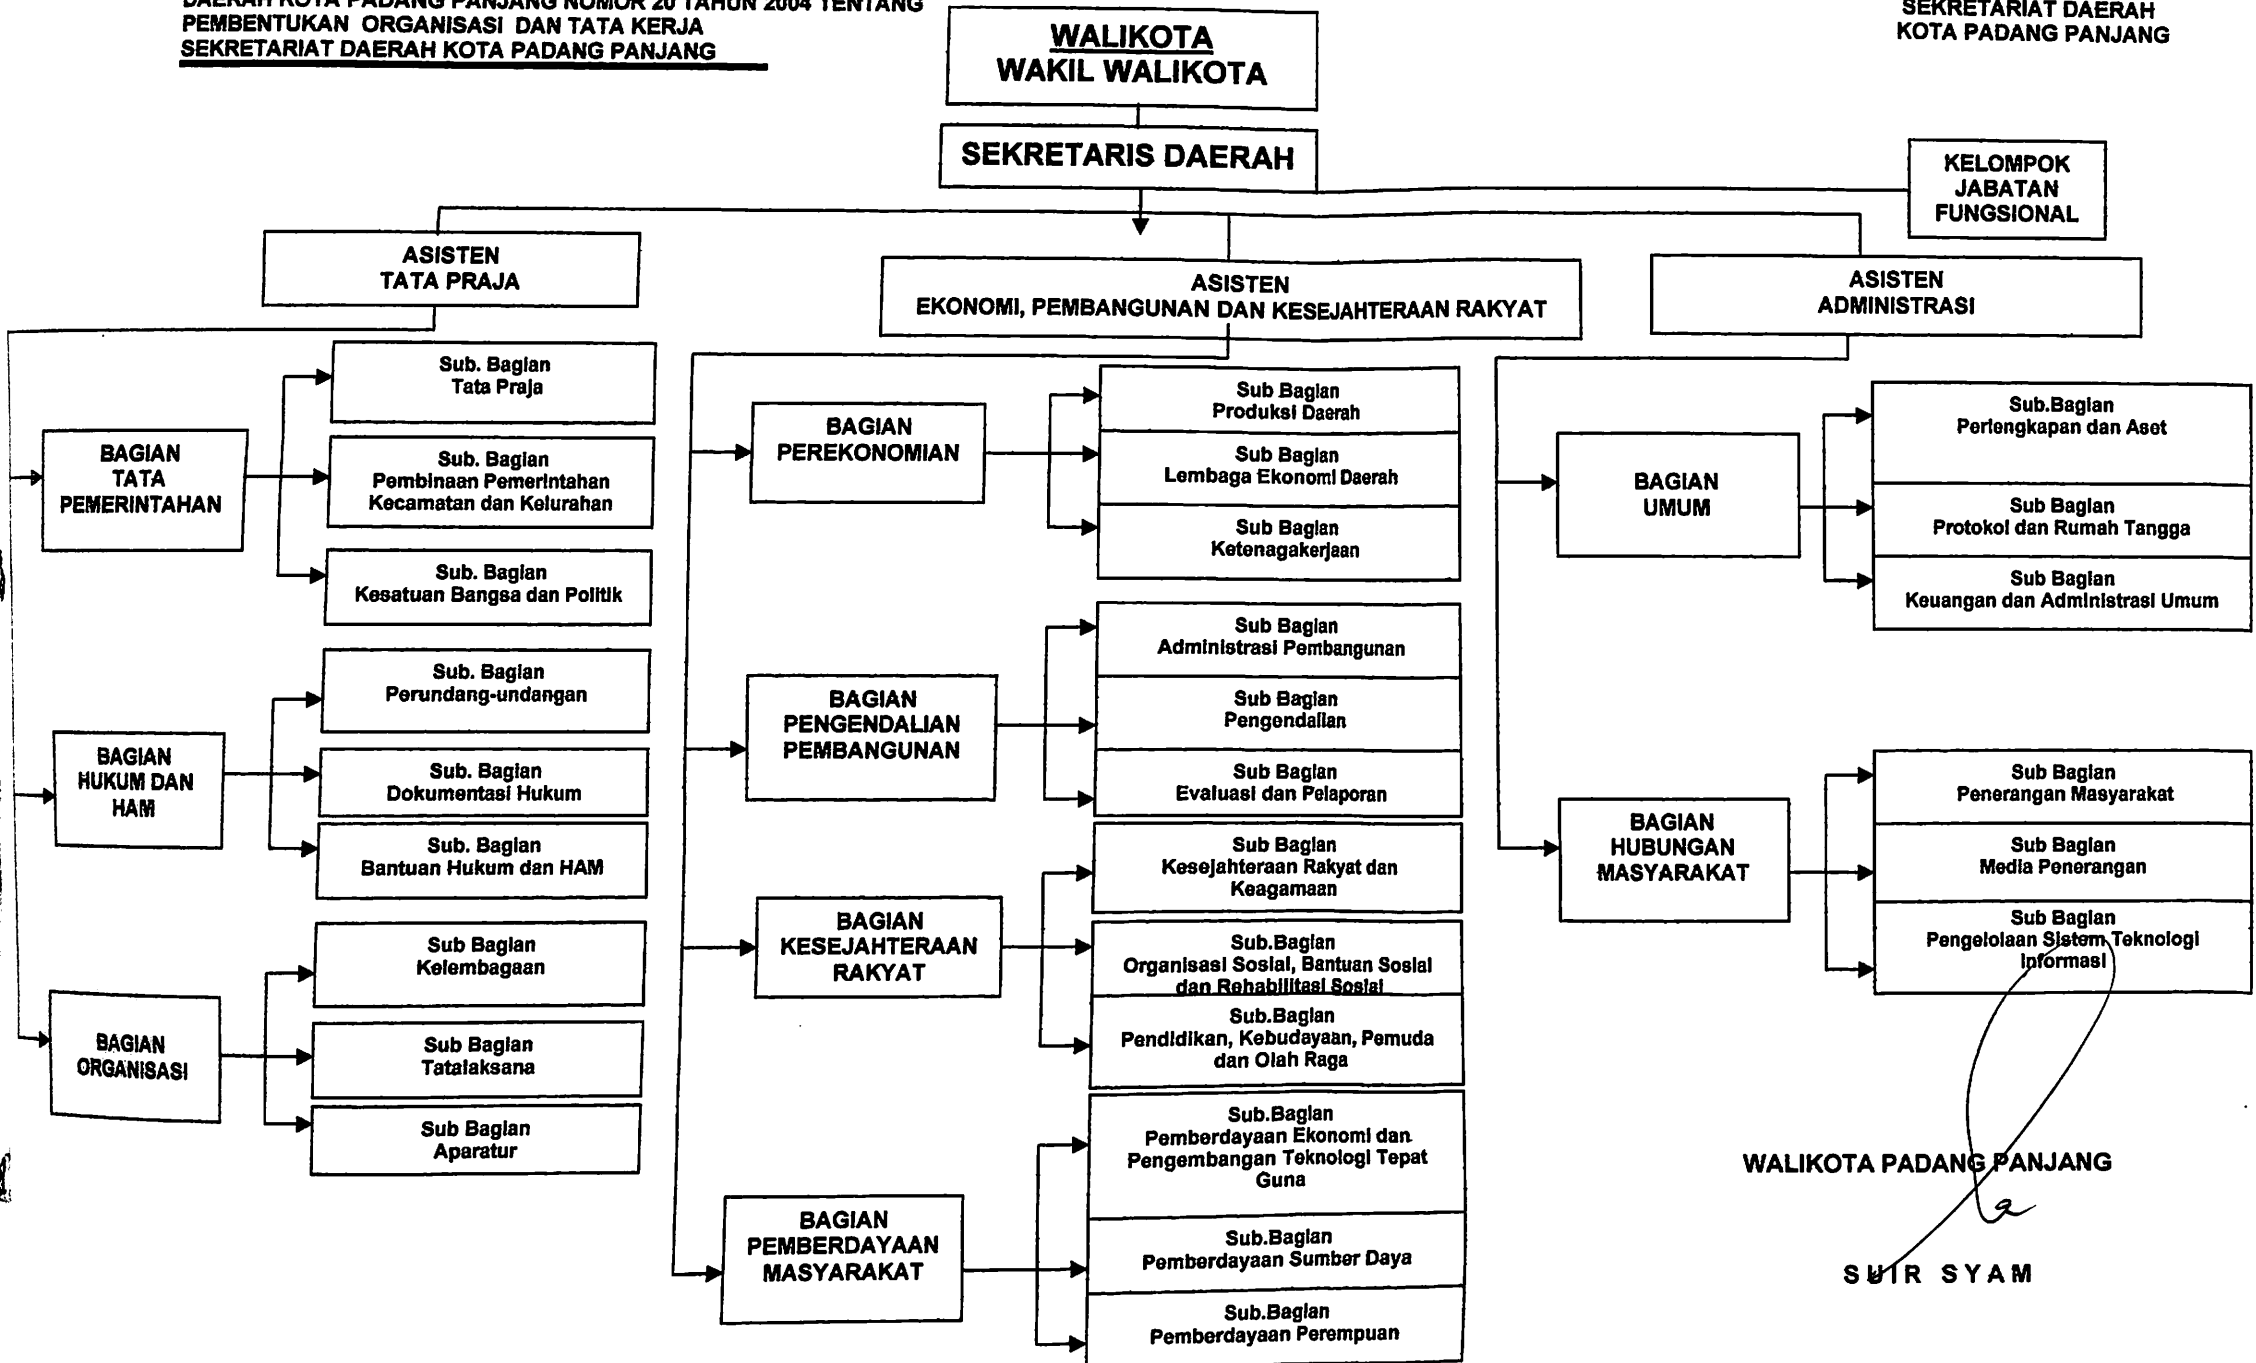 DAERAH KOTA PADANG PANJANG NOMOR 20 TAHUN 2004 TENTANG
PEMBENTUKAN ORGANISASI DAN TATA KERJA
SEKRETARIAT DAERAH KOTA PADANG PANJANG
SEKRETARIAT DAERAH
KOTA PADANG PANJANG
WALIKOTA
WAKIL WALIKOTA
SEKRETARIS DAERAH
KELOMPOK
JABATAN
FUNGSIONAL
ASISTEN
TATA PRAJA
ASISTEN
EKONOMI, PEMBANGUNAN DAN KESEJAHTERAAN RAKYAT
ASISTEN
ADMINISTRASI
BAGIAN
TATA
PEMERINTAHAN
Sub. Bagian
Tata Praja
Sub. Bagian
Pembinaan Pemerintahan
Kecamatan dan Kelurahan
Sub. Bagian
Kesatuan Bangsa dan Politik
BAGIAN
HUKUM DAN
HAM
Sub. Bagian
Perundang-undangan
Sub. Bagian
Dokumentasi Hukum
Sub. Bagian
Bantuan Hukum dan HAM
BAGIAN
ORGANISASI
Sub Bagian
Kelembagaan
Sub Bagian
Tatalaksana
Sub Bagian
Aparatur
BAGIAN
PEREKONOMIAN
Sub Bagian
Produksi Daerah
Sub Bagian
Lembaga Ekonomi Daerah
Sub Bagian
Ketenagakerjaan
BAGIAN
PENGENDALIAN
PEMBANGUNAN
Sub Bagian
Administrasi Pembangunan
Sub Bagian
Pengendalian
Sub Bagian
Evaluasi dan Pelaporan
BAGIAN
KESEJAHTERAAN
RAKYAT
Sub Bagian
Kesejahteraan Rakyat dan
Keagamaan
Sub.Bagian
Organisasi Sosial, Bantuan Sosial
dan Rehabilitasi Sosial
Sub.Bagian
Pendidikan, Kebudayaan, Pemuda
dan Olah Raga
BAGIAN
PEMBERDAYAAN
MASYARAKAT
Sub.Bagian
Pemberdayaan Ekonomi dan
Pengembangan Teknologi Tepat
Guna
Sub.Bagian
Pemberdayaan Sumber Daya
Sub.Bagian
Pemberdayaan Perempuan
BAGIAN
UMUM
Sub.Bagian
Perlengkapan dan Aset
Sub Bagian
Protokol dan Rumah Tangga
Sub Bagian
Keuangan dan Administrasi Umum
BAGIAN
HUBUNGAN
MASYARAKAT
Sub Bagian
Penerangan Masyarakat
Sub Bagian
Media Penerangan
Sub Bagian
Pengelolaan Sistem Teknologi
Informasi
WALIKOTA PADANG PANJANG
SUIR SYAM